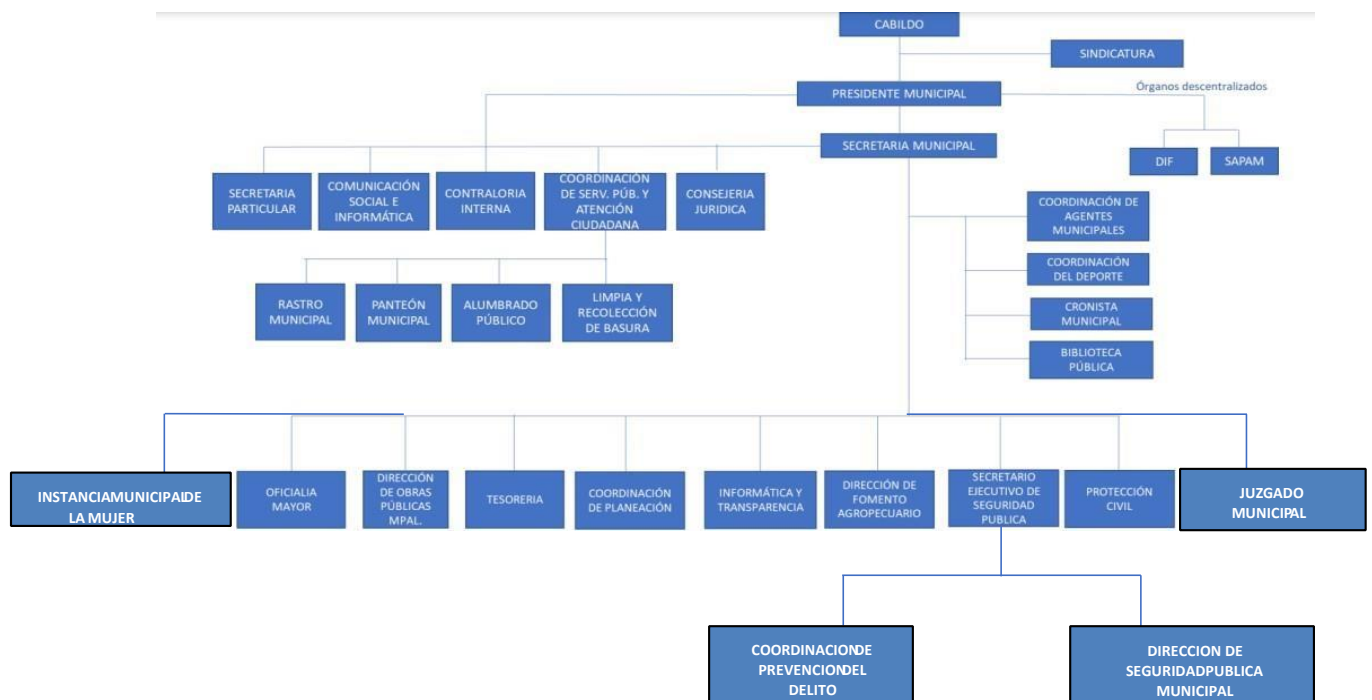 CABILDO
SINDICATURA
PRESIDENTE MUNICIPAL
Órganos descentralizados
SECRETARIA MUNICIPAL
DIF
SAPAM
SECRETARIA
PARTICULAR
COMUNICACIÓN
SOCIAL E
INFORMÁTICA
CONTRALORIA
INTERNA
COORDINACIÓN
DE SERV. PÚB. Y
ATENCIÓN
CIUDADANA
CONSEJERIA
JURIDICA
COORDINACIÓN DE
AGENTES
MUNICIPALES
COORDINACIÓN
DEL DEPORTE
CRONISTA
MUNICIPAL
BIBLIOTECA
PÚBLICA
RASTRO
MUNICIPAL
PANTEÓN
MUNICIPAL
ALUMBRADO
PÚBLICO
LIMPIA Y
RECOLECCIÓN
DE BASURA
INSTANCIAMUNICIPALDE
LA MUJER
OFICIALIA
MAYOR
DIRECCIÓN
DE OBRAS
PÚBLICAS
MPAL.
TESORERIA
COORDINACIÓN
DE PLANEACIÓN
INFORMÁTICA Y
TRANSPARENCIA
DIRECCIÓN DE
FOMENTO
AGROPECUARIO
SECRETARIO
EJECUTIVO DE
SEGURIDAD
PUBLICA
PROTECCIÓN
CIVIL
JUZGADO
MUNICIPAL
COORDINACIONDE
PREVENCIONDEL
DELITO
DIRECCION DE
SEGURIDADPUBLICA
MUNICIPAL